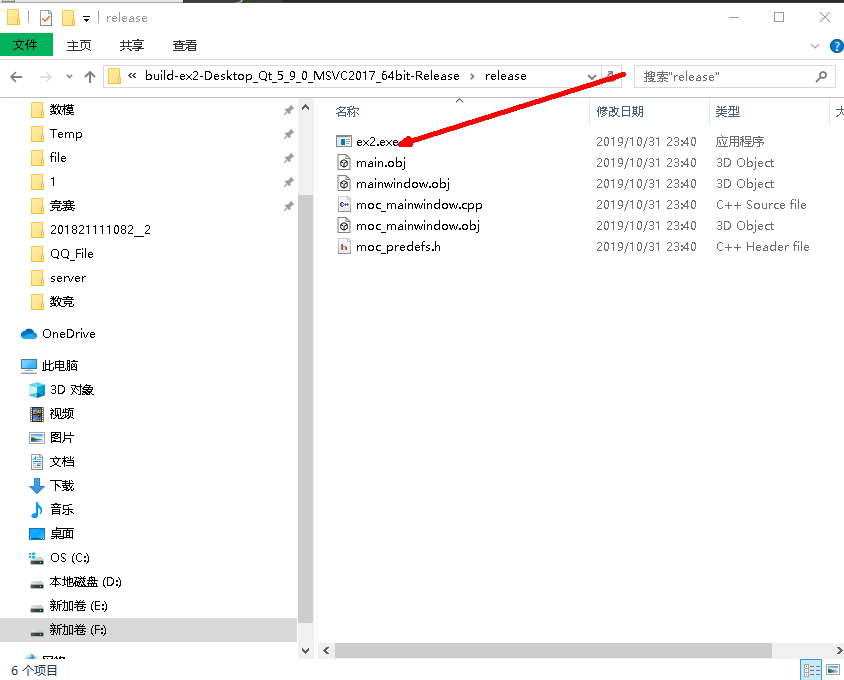 release
文件 主页 共享 查看
« build-ex2-Desktop_Qt_5_9_0_MSVC2017_64bit-Release › release
搜索"release"
数模
Temp
file
1
竞赛
201821111082__2
QQ_File
server
数竞
OneDrive
此电脑
3D 对象
视频
图片
文档
下载
音乐
桌面
OS (C:)
本地磁盘 (D:)
新加卷 (E:)
新加卷 (F:)
名称 修改日期 类型
ex2.exe 2019/10/31 23:40 应用程序
main.obj 2019/10/31 23:40 3D Object
mainwindow.obj 2019/10/31 23:40 3D Object
moc_mainwindow.cpp 2019/10/31 23:40 C++ Source file
moc_mainwindow.obj 2019/10/31 23:40 3D Object
moc_predefs.h 2019/10/31 23:40 C++ Header file
6 个项目